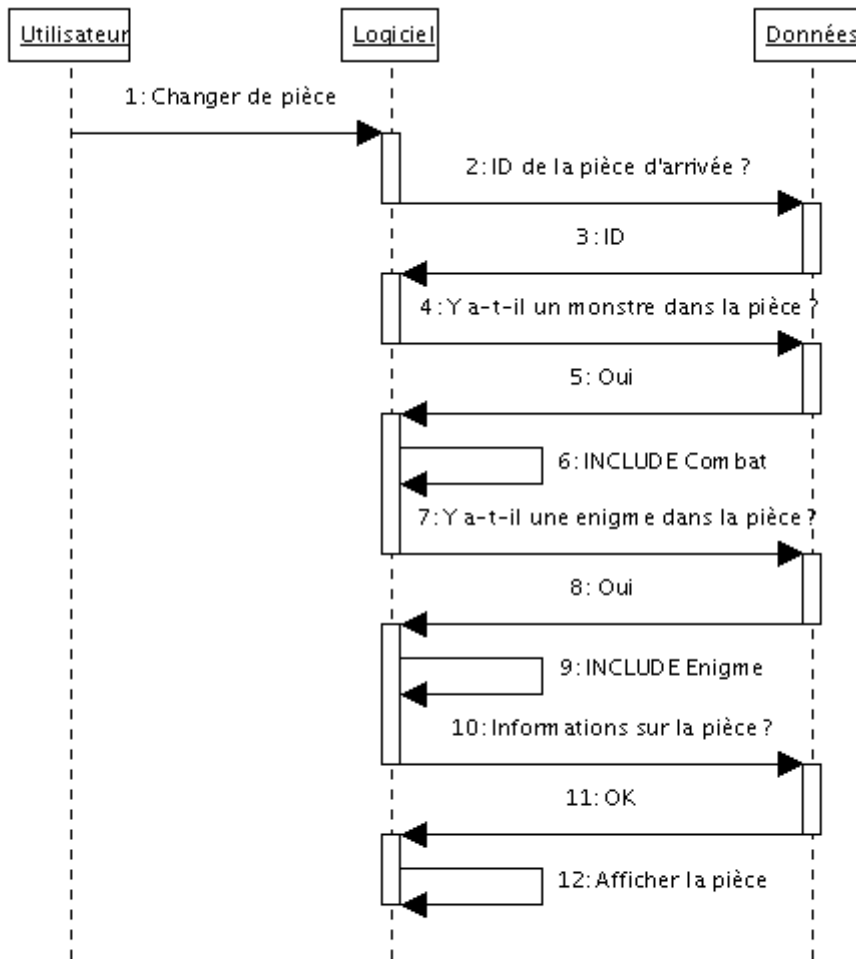 Utilisateur
Logiciel
Données
1: Changer de pièce
2: ID de la pièce d'arrivée ?
3: ID
4: Y a-t-il un monstre dans la pièce ?
5: Oui
6: INCLUDE Combat
7: Y a-t-il une enigme dans la pièce ?
8: Oui
9: INCLUDE Enigme
10: Informations sur la pièce ?
11: OK
12: Afficher la pièce